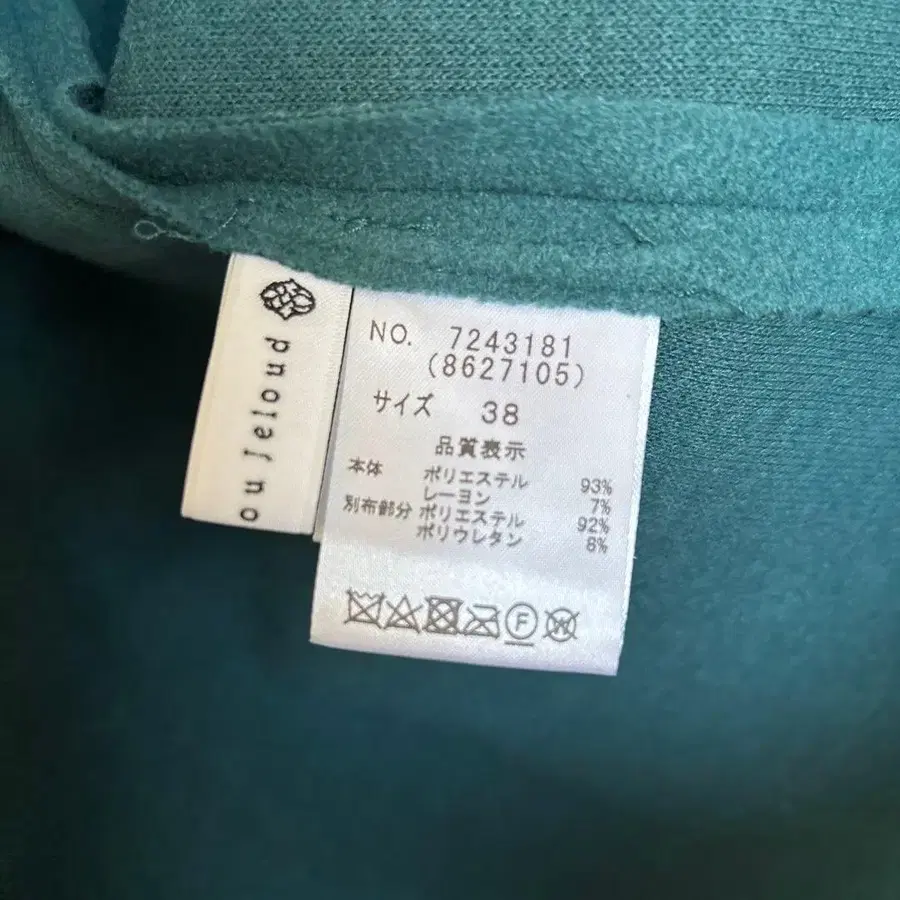 ou Jeloud
NO. 7243181
(8627105)
サイズ 38
品質表示
本体 ポリエステル 93%
レーヨン 7%
別布部分 ポリエステル 92%
ポリウレタン 8%
F
W